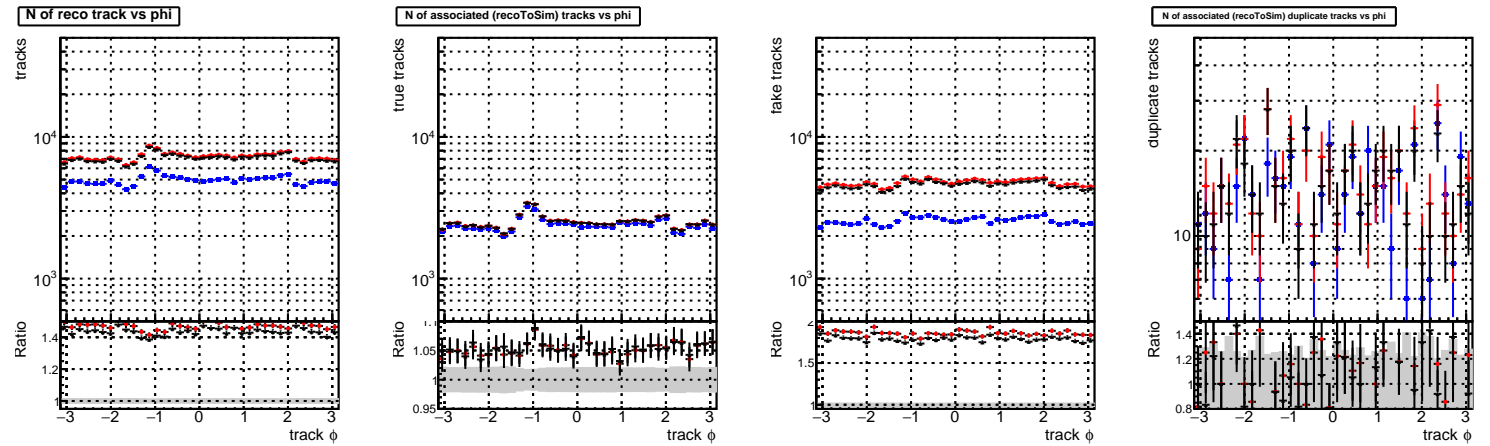 N of reco track vs phi
tracks
10⁴
10³
Ratio
1.4
1.2
1
−3 −2 −1 0 1 2 3
track ϕ
N of associated (recoToSim) tracks vs phi
true tracks
10⁴
10³
Ratio
1.1
1.05
1
0.95
−3 −2 −1 0 1 2 3
track ϕ
fake tracks
10⁴
10³
Ratio
2
1.5
1
−3 −2 −1 0 1 2 3
track ϕ
N of associated (recoToSim) duplicate tracks vs phi
duplicate tracks
10
Ratio
1.4
1.2
1
0.8
−3 −2 −1 0 1 2 3
track ϕ